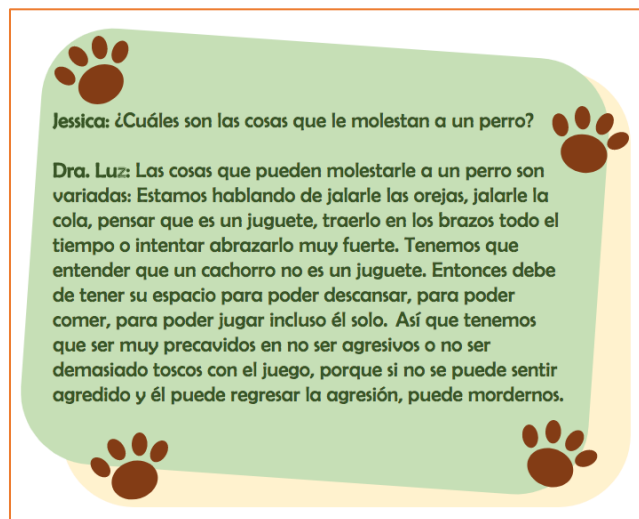 Jessica: ¿Cuáles son las cosas que le molestan a un perro?
Dra. Luz: Las cosas que pueden molestarle a un perro son
variadas: Estamos hablando de jalarle las orejas, jalarle la
cola, pensar que es un juguete, traerlo en los brazos todo el
tiempo o intentar abrazarlo muy fuerte. Tenemos que
entender que un cachorro no es un juguete. Entonces debe
de tener su espacio para poder descansar, para poder
comer, para poder jugar incluso él solo. Así que tenemos
que ser muy precavidos en no ser agresivos o no ser
demasiado toscos con el juego, porque si no se puede sentir
agredido y él puede regresar la agresión, puede mordernos.